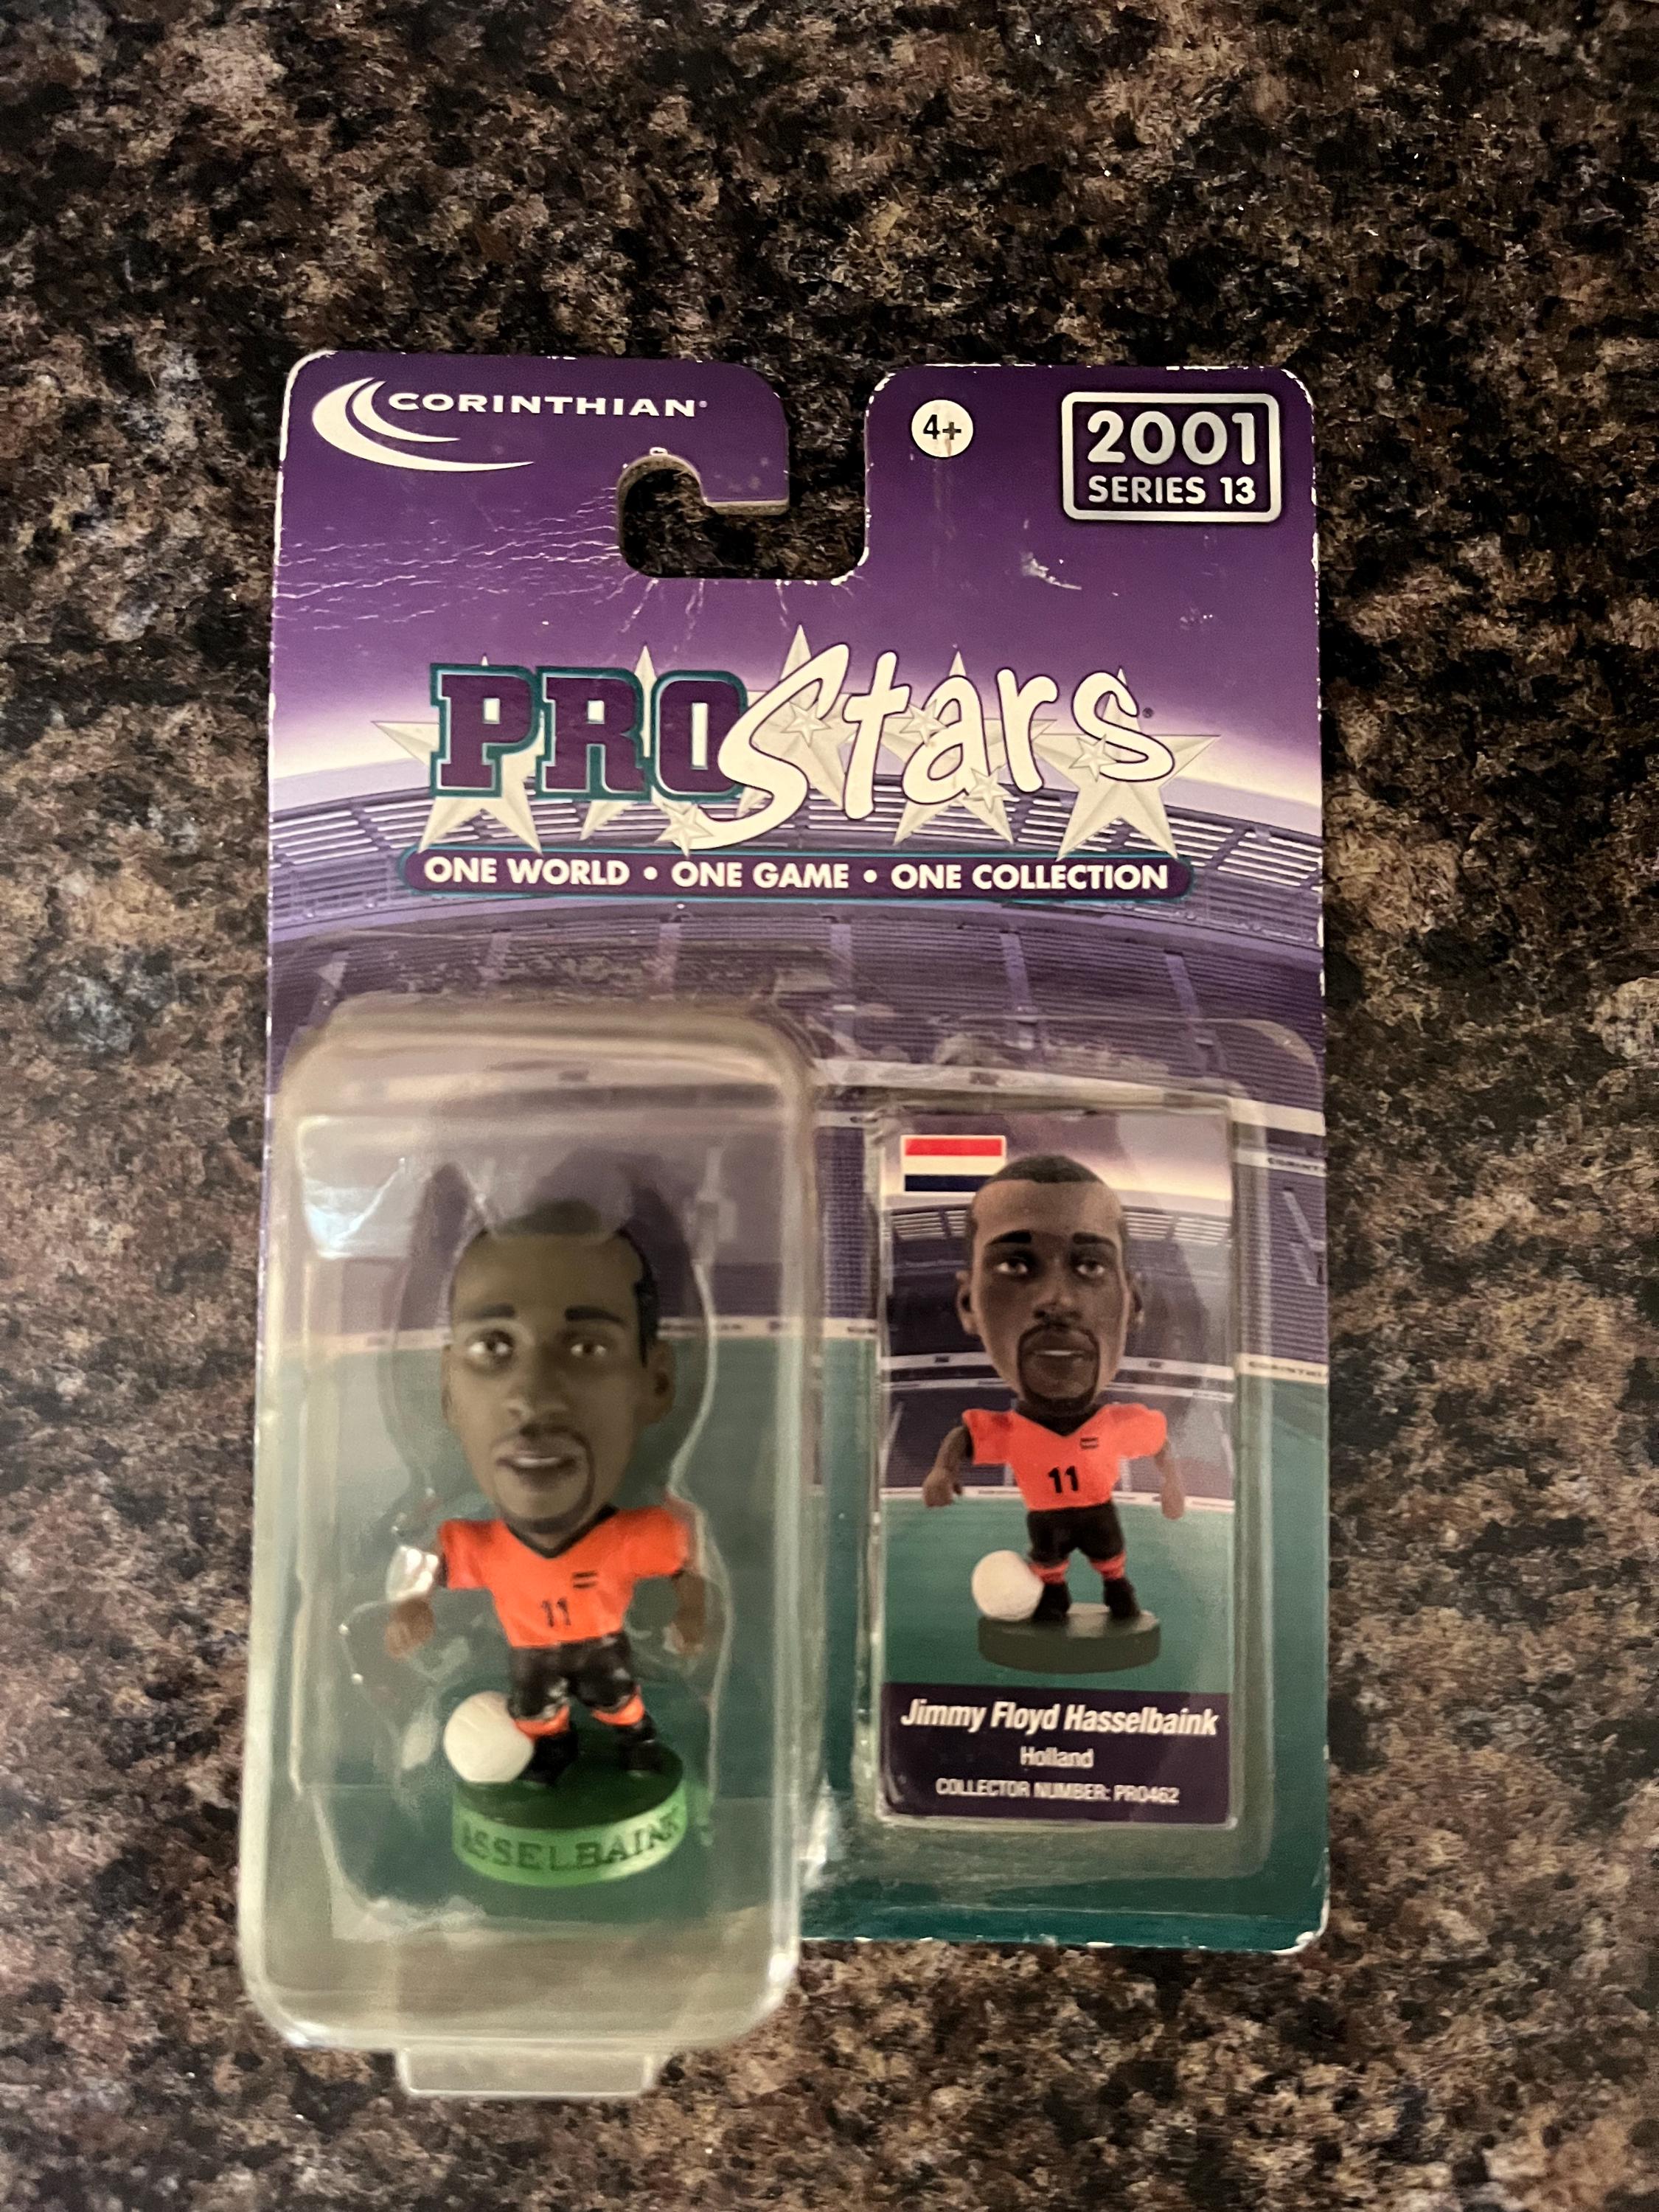 CORINTHIAN®
4+
2001
SERIES 13
PROStars®
ONE WORLD • ONE GAME • ONE COLLECTION
11
11
ASSELBAINK
Jimmy Floyd Hasselbaink
Holland
COLLECTOR NUMBER: PRO462